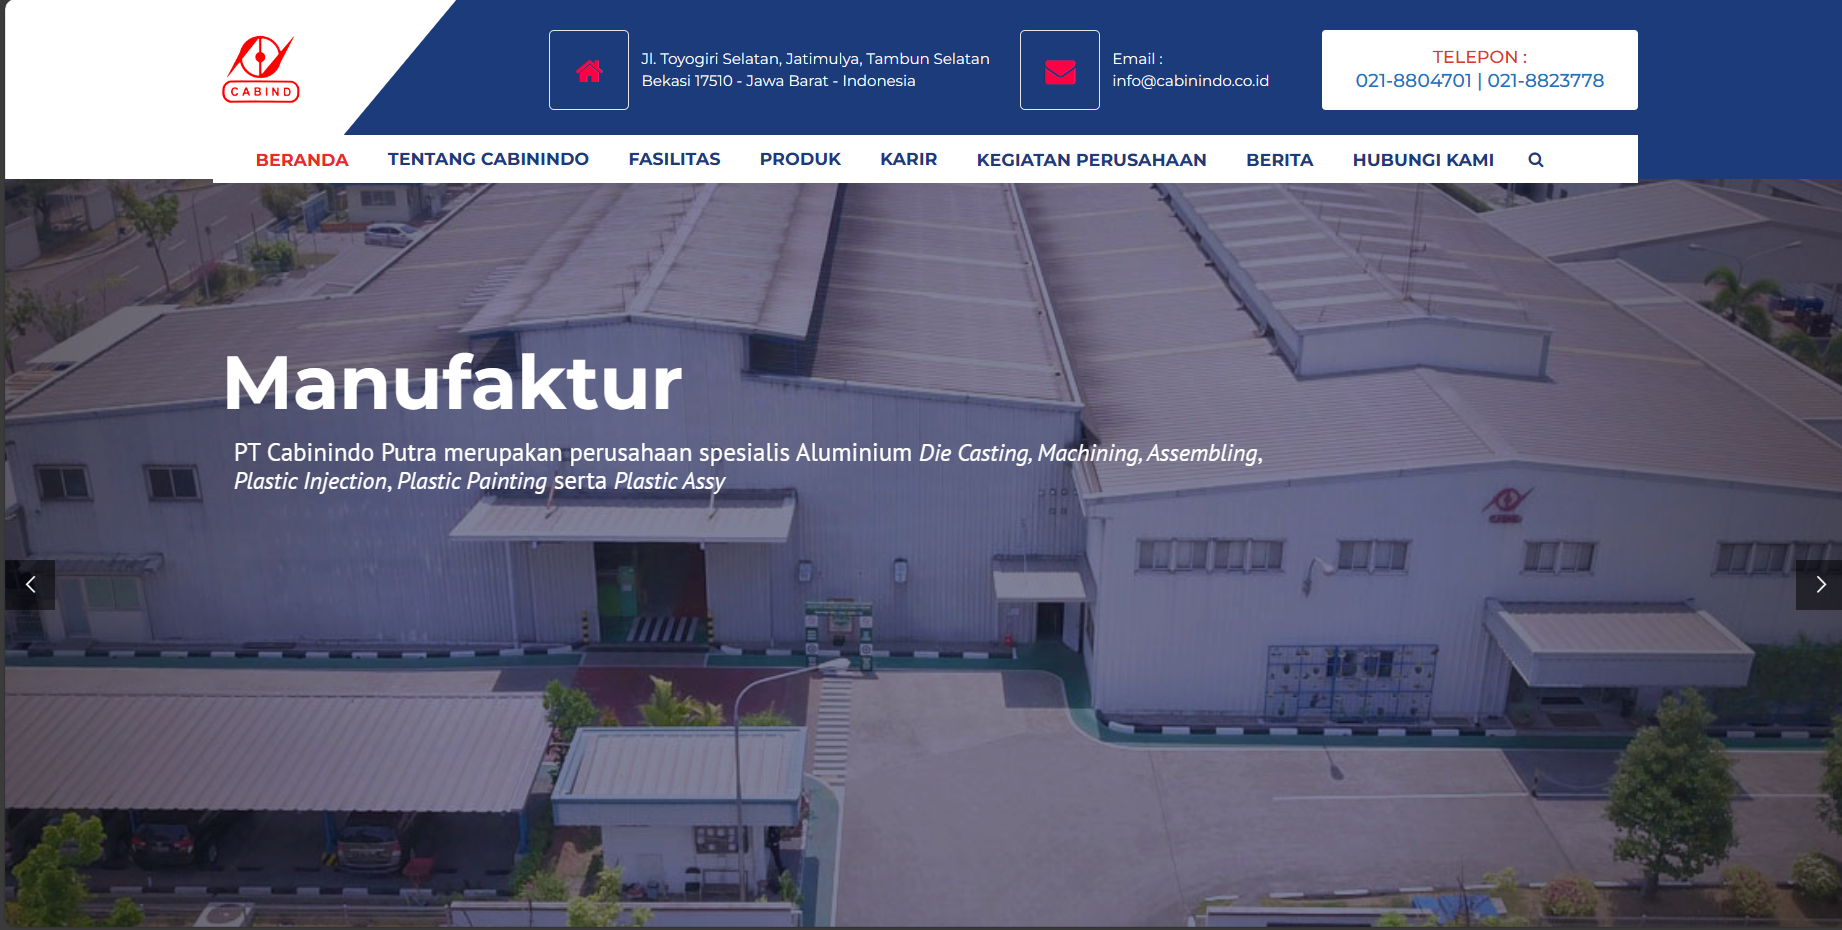 CABIND
Jl. Toyogiri Selatan, Jatimulya, Tambun Selatan
Bekasi 17510 - Jawa Barat - Indonesia
Email :
info@cabinindo.co.id
TELEPON :
021-8804701 | 021-8823778
BERANDA TENTANG CABININDO FASILITAS PRODUK KARIR KEGIATAN PERUSAHAAN BERITA HUBUNGI KAMI
Manufaktur
PT Cabinindo Putra merupakan perusahaan spesialis Aluminium Die Casting, Machining, Assembling,
Plastic Injection, Plastic Painting serta Plastic Assy
CABIND